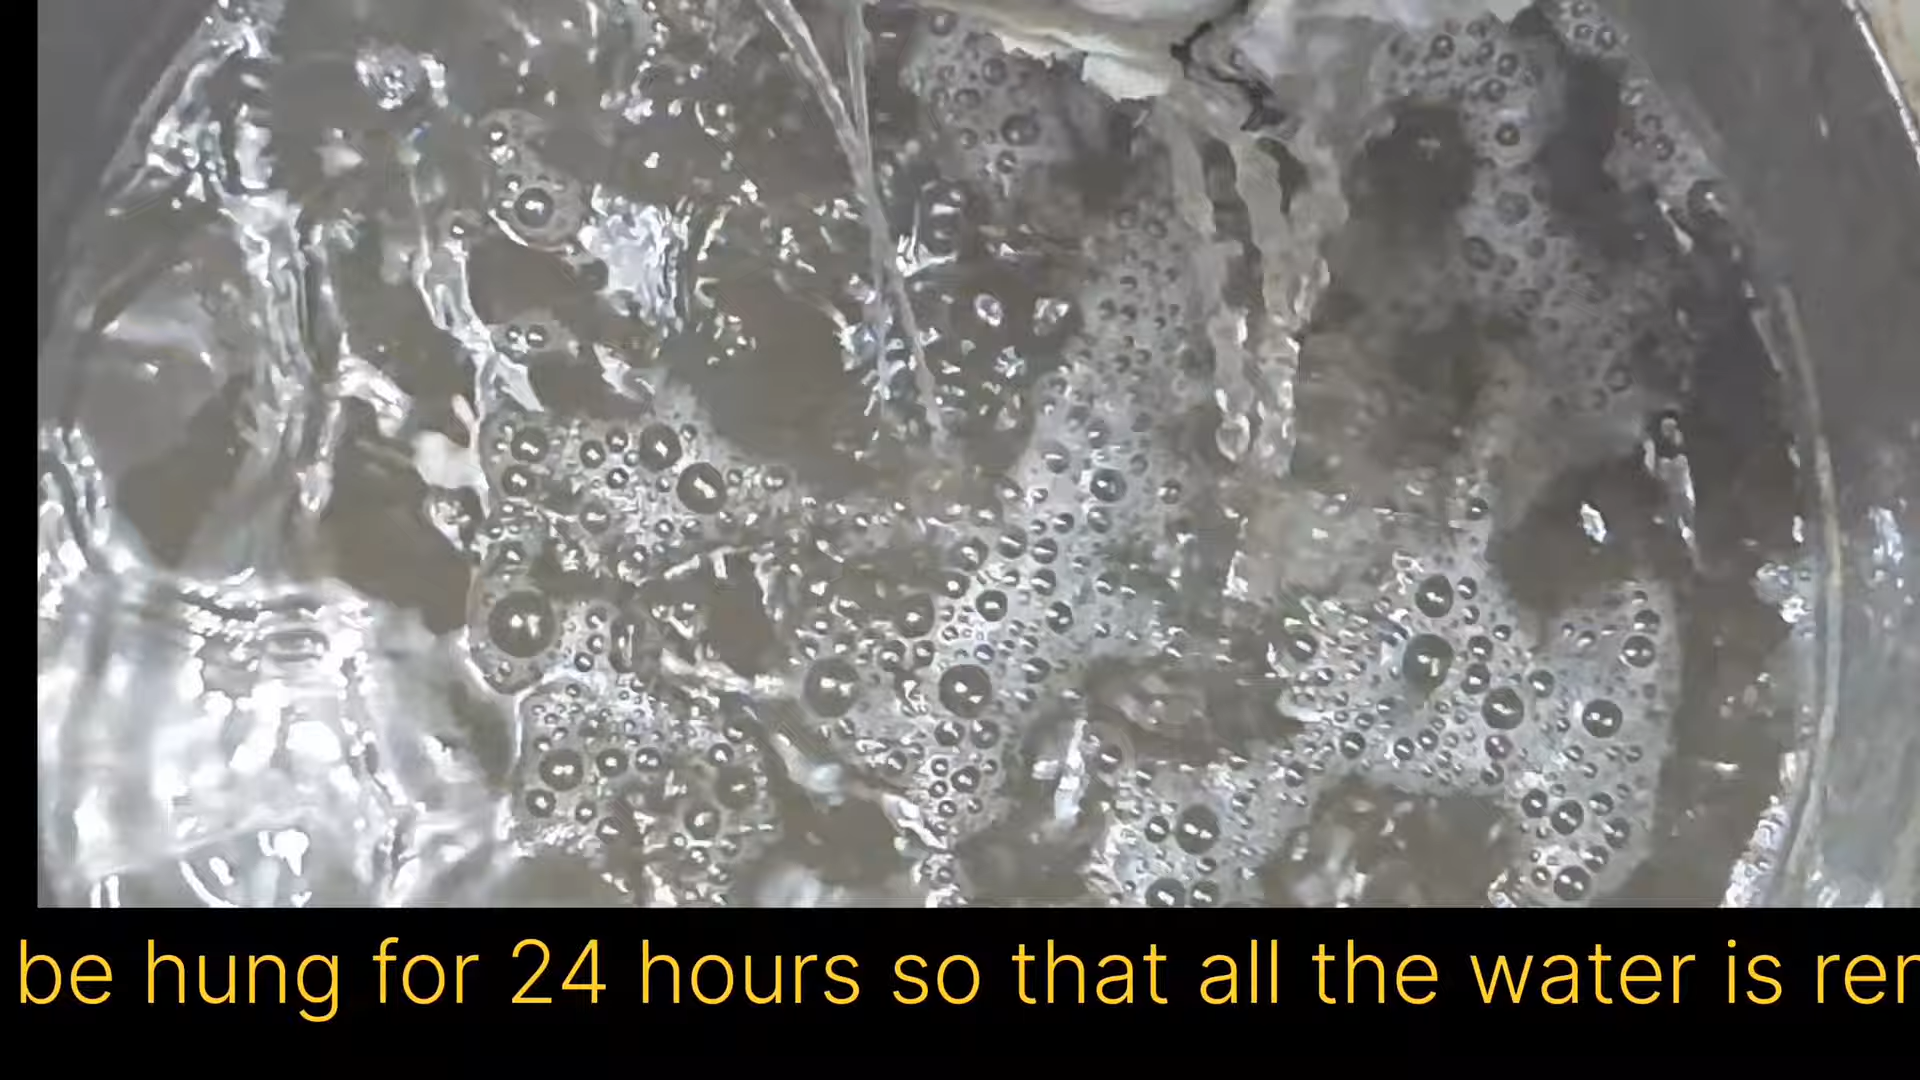 be hung for 24 hours so that all the water is